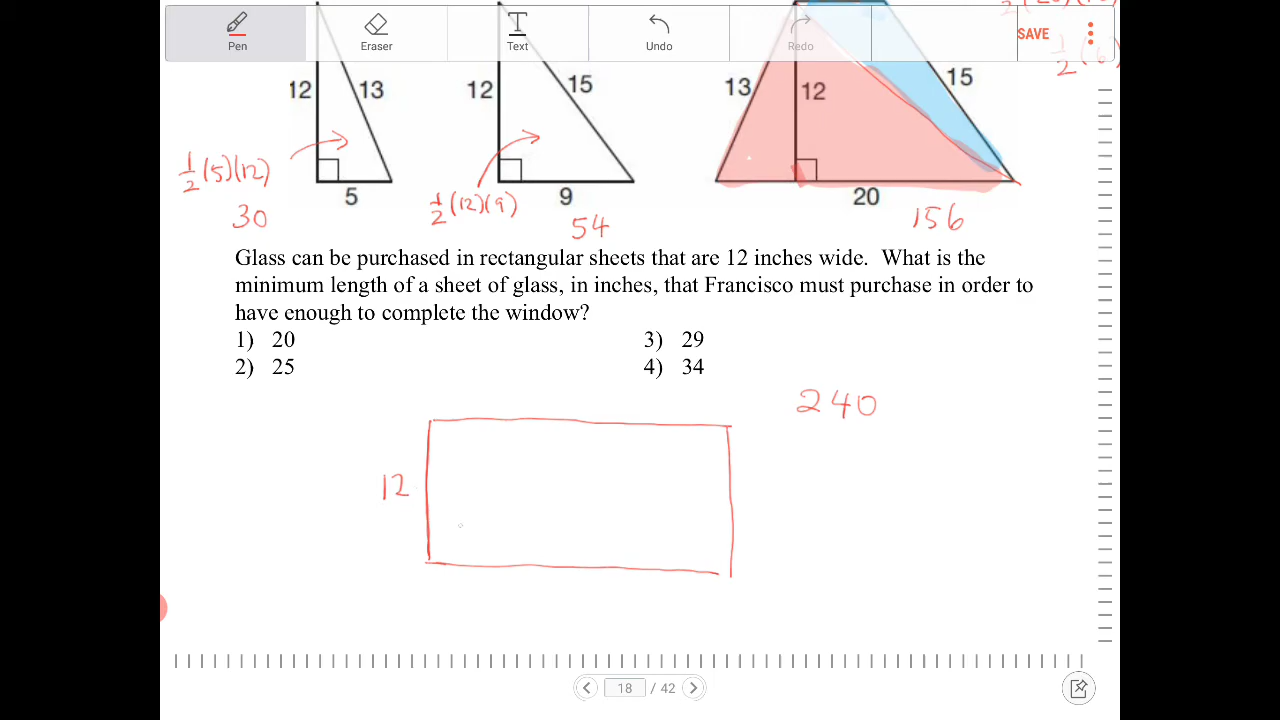 Pen Eraser Text Undo Redo SAVE
12 13 12 15 13 12 15
1/2 (5)(12)
5 9 20
30 1/2 (12)(9) 54 156
Glass can be purchased in rectangular sheets that are 12 inches wide. What is the
minimum length of a sheet of glass, in inches, that Francisco must purchase in order to
have enough to complete the window?
1) 20 3) 29
2) 25 4) 34
240
12
18 / 42